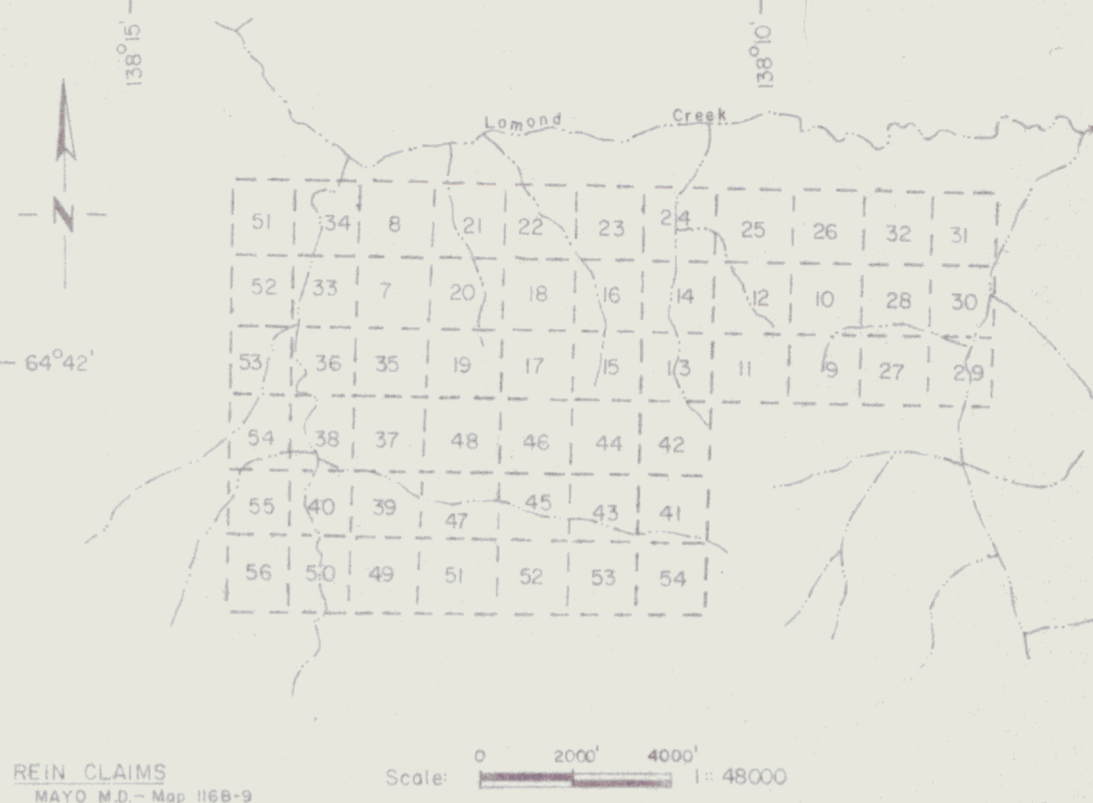 138°15'
138°10'
Lomond Creek
N
51 34 8 21 22 23 24 25 26 32 31
52 33 7 20 18 16 14 12 10 28 30
64°42'
53 36 35 19 17 15 13 11 9 27 29
54 38 37 48 46 44 42
55 40 39 47 45 43 41
56 50 49 51 52 53 54
0 2000' 4000'
Scale: 1:: 48000
REIN CLAIMS
MAYO M.D. - Map 116B-9